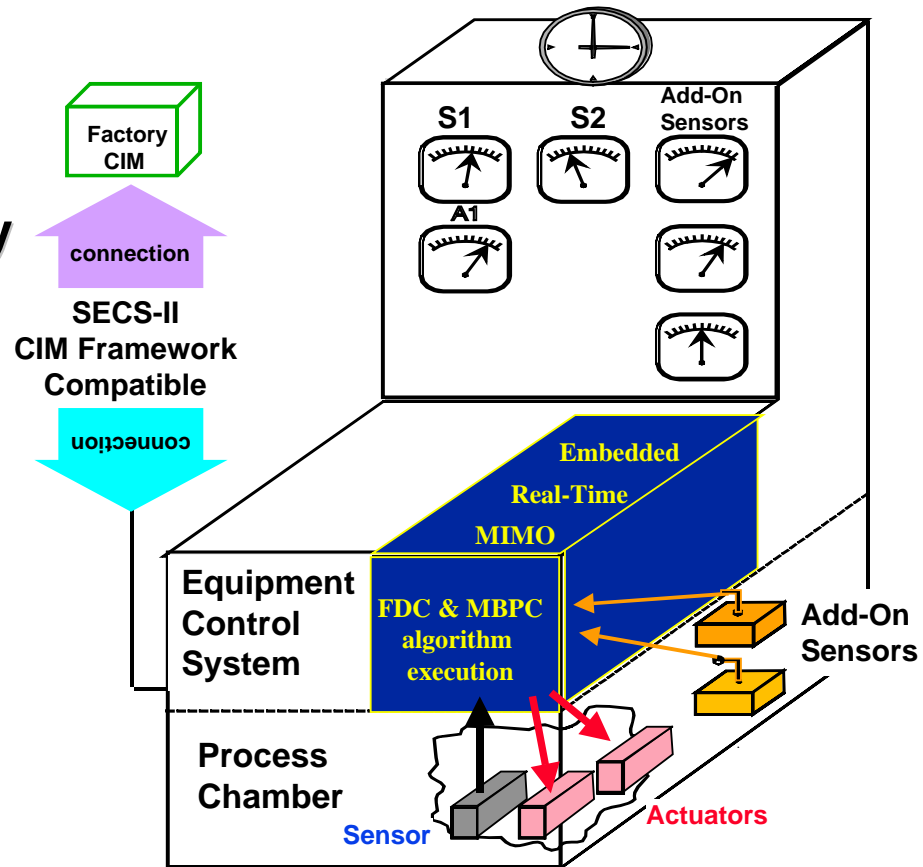 Factory
CIM
y
connection
SECS-II
CIM Framework
Compatible
connection
S1
S2
Add-On
Sensors
A1
Embedded
Real-Time
MIMO
Equipment
Control
System
FDC & MBPC
algorithm
execution
Add-On
Sensors
Process
Chamber
Sensor
Actuators